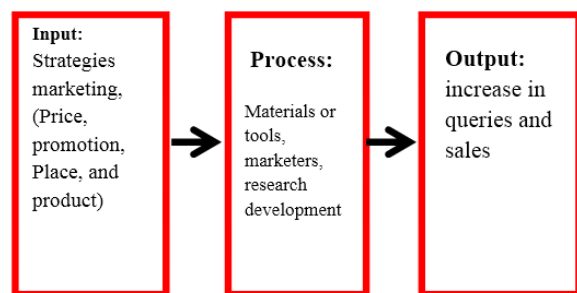 Input:
Strategies
marketing,
(Price,
promotion,
Place, and
product)
Process:
Materials or
tools,
marketers,
research
development
Output:
increase in
queries and
sales